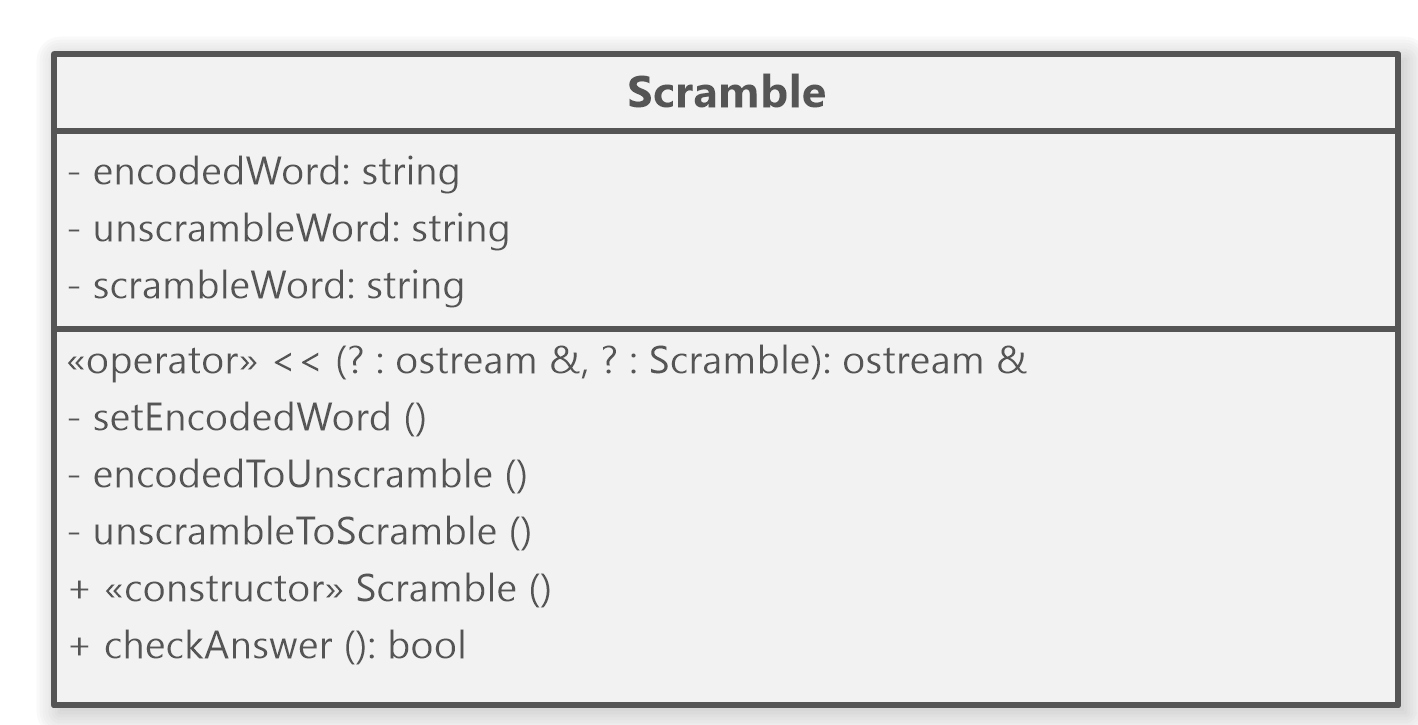 Scramble
- encodedWord: string
- unscrambleWord: string
- scrambleWord: string
«operator» << (? : ostream &, ? : Scramble): ostream &
- setEncodedWord ()
- encodedToUnscramble ()
- unscrambleToScramble ()
+ «constructor» Scramble ()
+ checkAnswer (): bool